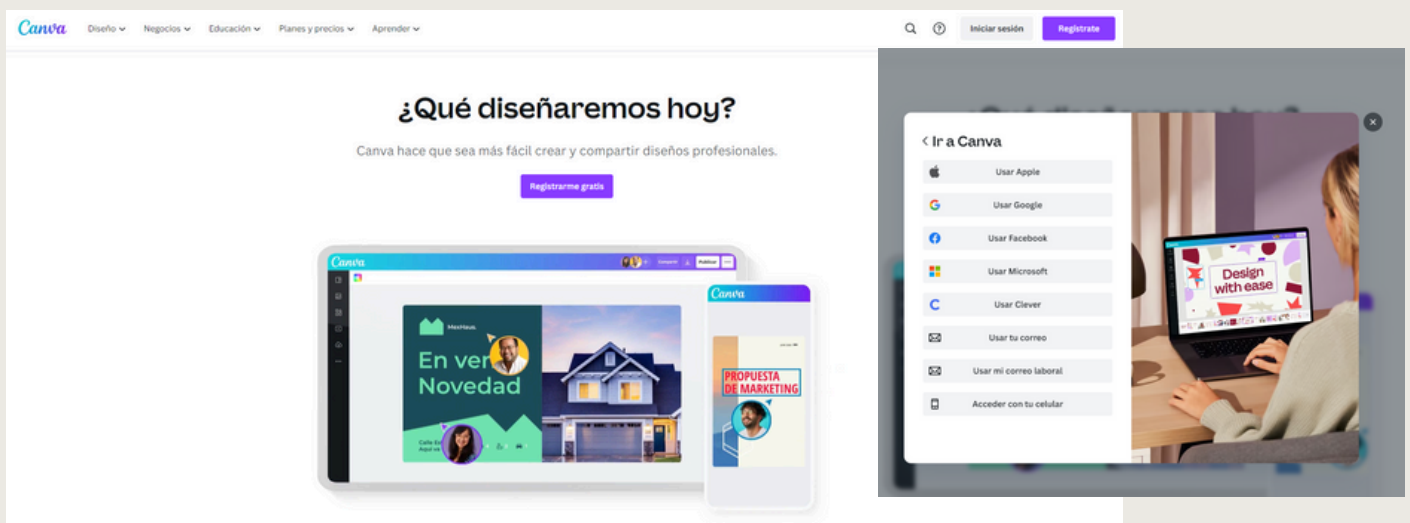 Canva
Diseño
Negocios
Educación
Planes y precios
Aprender
Iniciar sesión
Regístrate
¿Qué diseñaremos hoy?
Canva hace que sea más fácil crear y compartir diseños profesionales.
Registrarme gratis
Canva
Compartir
Publicar
MexHaus.
En ver
Novedad
Canva
PROPUESTA
DE MARKETING
Ir a Canva
Usar Apple
Usar Google
Usar Facebook
Usar Microsoft
Usar Clever
Usar tu correo
Usar mi correo laboral
Acceder con tu celular
Design
with ease